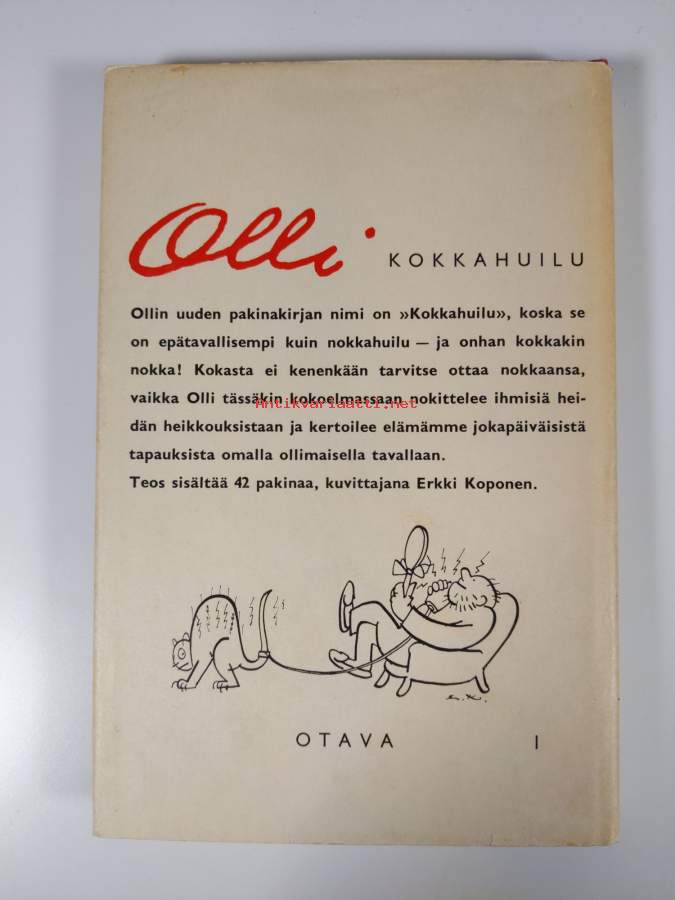 Olli
KOKKAHUILU
Ollin uuden pakinakirjan nimi on »Kokkahuilu», koska se
on epätavallisempi kuin nokkahuilu — ja onhan kokkakin
nokka! Kokasta ei kenenkään tarvitse ottaa nokkaansa,
vaikka Olli tässäkin kokoelmassaan nokittelee ihmisiä hei-
Antikvariaatti.net
dän heikkouksistaan ja kertoilee elämämme jokapäiväisistä
tapauksista omalla ollimaisella tavallaan.
Teos sisältää 42 pakinaa, kuvittajana Erkki Koponen.
E.K.
OTAVA I